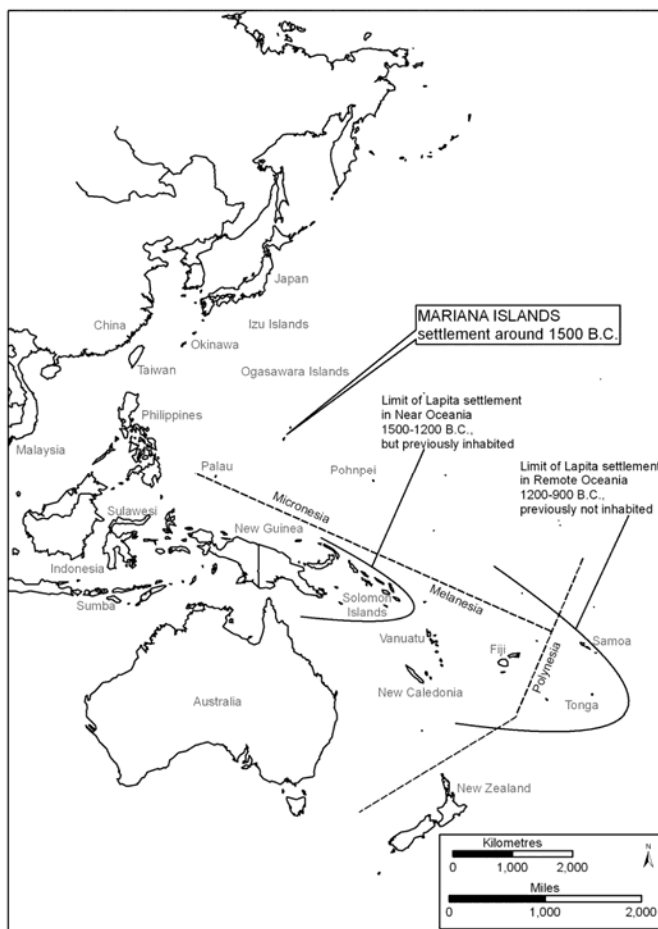 Japan
MARIANA ISLANDS
settlement around 1500 B.C.
China
Izu Islands
Okinawa
Taiwan
Ogasawara Islands
Limit of Lapita settlement
in Near Oceania
1500-1200 B.C.,
but previously inhabited
Philippines
Malaysia
Palau
Pohnpei
Limit of Lapita settlement
in Remote Oceania
1200-900 B.C.,
previously not inhabited
Sulawesi
Micronesia
New Guinea
Indonesia
Sumba
Solomon
Islands
Melanesia
Vanuatu
Fiji
Samoa
Polynesia
New Caledonia
Australia
Tonga
New Zealand
Kilometres
N
0 1,000 2,000
Miles
0 1,000 2,000